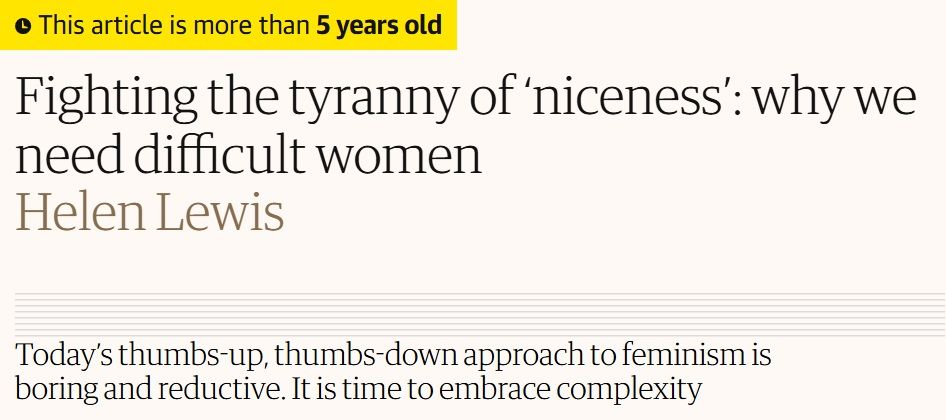 This article is more than 5 years old
Fighting the tyranny of ‘niceness’: why we
need difficult women
Helen Lewis
Today’s thumbs-up, thumbs-down approach to feminism is
boring and reductive. It is time to embrace complexity